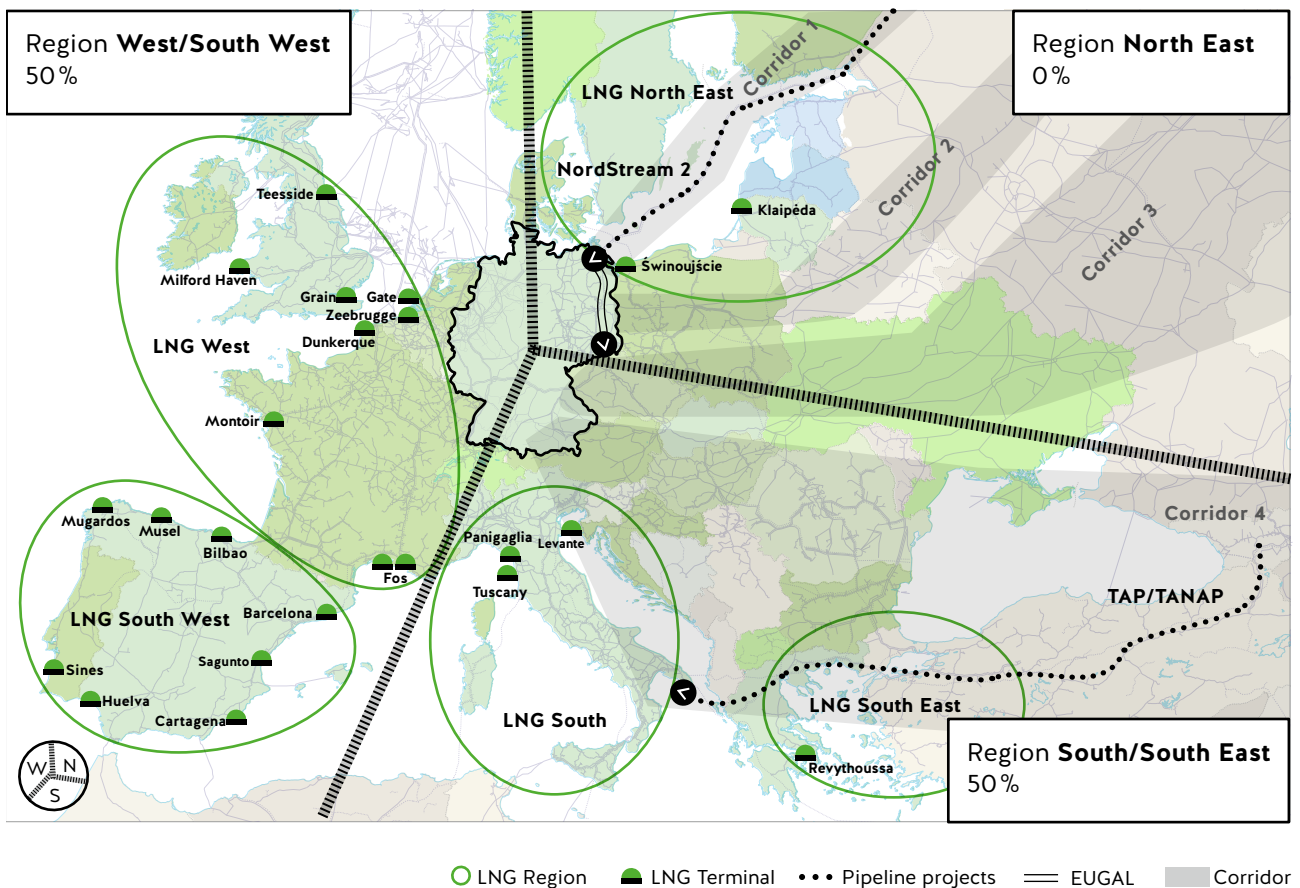 Region West/South West
50 %
Region North East
0 %
Corridor 1
LNG North East
NordStream 2
Corridor 2
Teesside
Klaipėda
Corridor 3
Milford Haven
Świnoujście
Grain
Gate
Zeebrugge
Dunkerque
LNG West
Montoir
Mugardos
Musel
Bilbao
Fos
Panigaglia
Levante
Tuscany
Corridor 4
TAP/TANAP
LNG South West
Barcelona
Sagunto
Sines
Huelva
Cartagena
LNG South
LNG South East
Revythoussa
Region South/South East
50 %
W N
S
LNG Region
LNG Terminal
Pipeline projects
EUGAL
Corridor